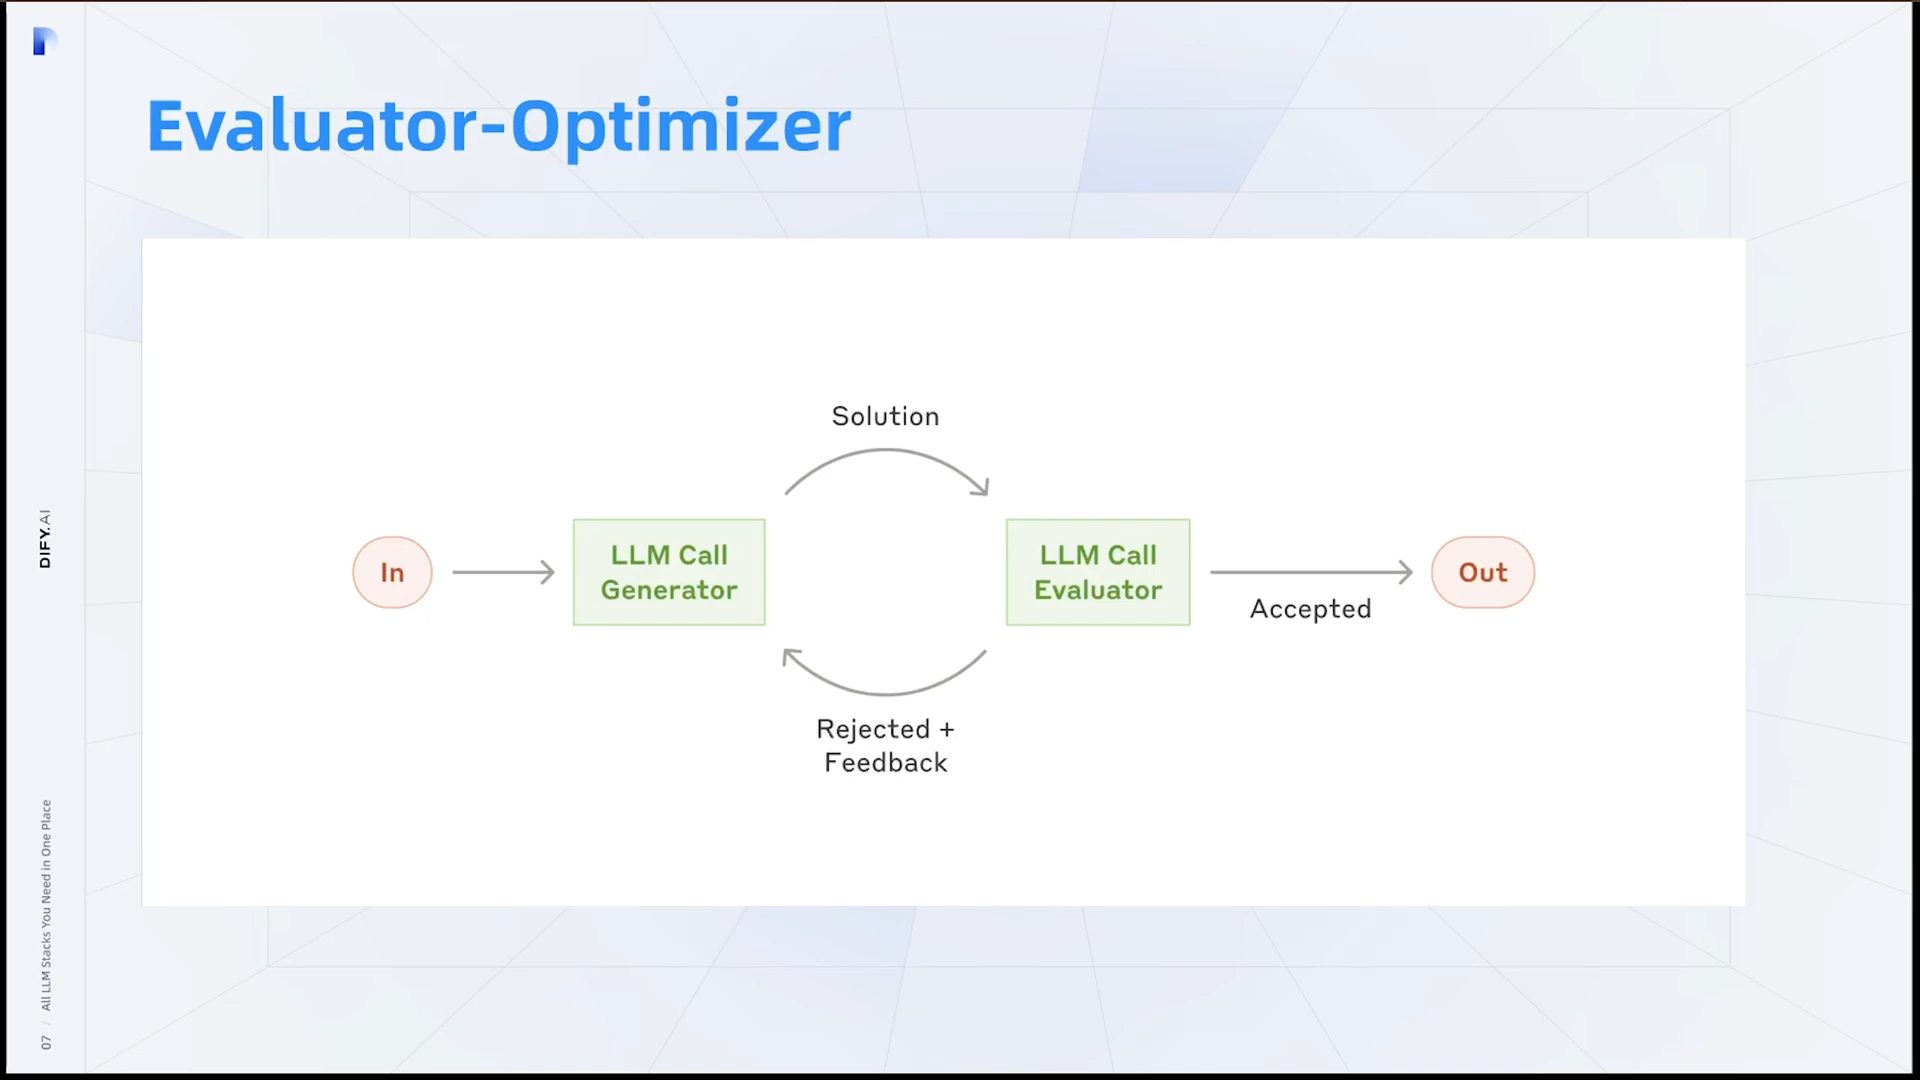 Evaluator-Optimizer
Solution
In
LLM Call
Generator
LLM Call
Evaluator
Accepted
Out
Rejected +
Feedback
DIFY.AI
07 / All LLM Stacks You Need in One Place